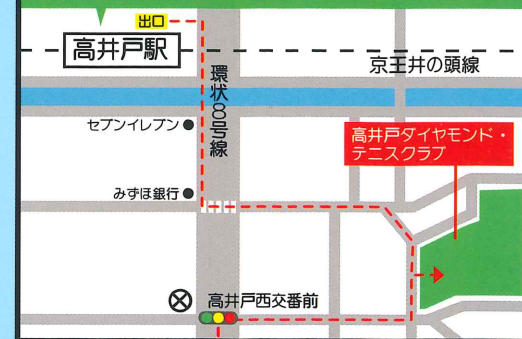 出口
高井戸駅
京王井の頭線
環状8号線
セブンイレブン
高井戸ダイヤモンド・
テニスクラブ
みずほ銀行
高井戸西交番前